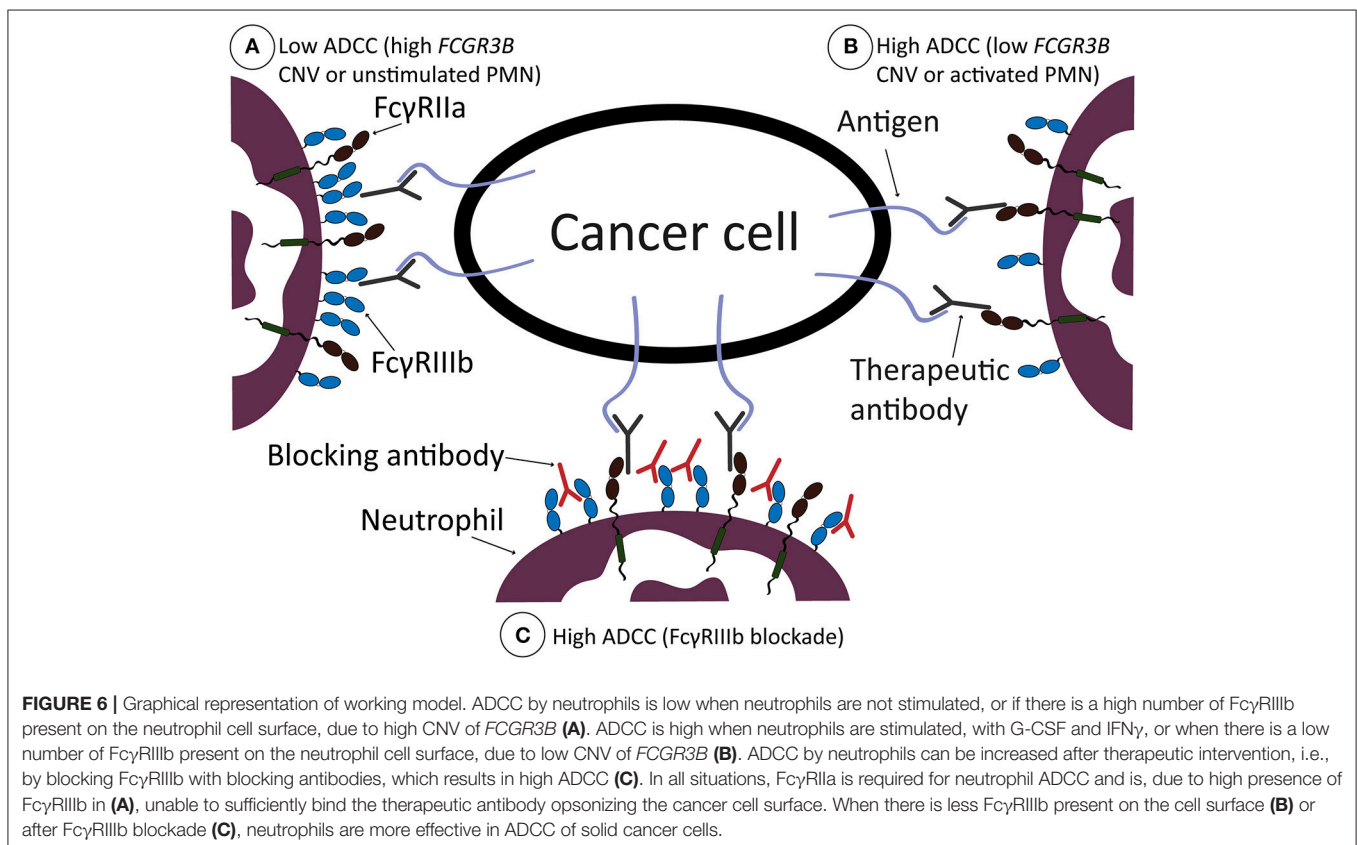 A Low ADCC (high FCGR3B
CNV or unstimulated PMN)
FcγRIIa
FcγRIIIb
B High ADCC (low FCGR3B
CNV or activated PMN)
Antigen
Cancer cell
Therapeutic
antibody
Blocking antibody
Neutrophil
C High ADCC (FcγRIIIb blockade)
FIGURE 6 | Graphical representation of working model. ADCC by neutrophils is low when neutrophils are not stimulated, or if there is a high number of FcγRIIIb
present on the neutrophil cell surface, due to high CNV of FCGR3B (A). ADCC is high when neutrophils are stimulated, with G-CSF and IFNγ, or when there is a low
number of FcγRIIIb present on the neutrophil cell surface, due to low CNV of FCGR3B (B). ADCC by neutrophils can be increased after therapeutic intervention, i.e.,
by blocking FcγRIIIb with blocking antibodies, which results in high ADCC (C). In all situations, FcγRIIa is required for neutrophil ADCC and is, due to high presence of
FcγRIIIb in (A), unable to sufficiently bind the therapeutic antibody opsonizing the cancer cell surface. When there is less FcγRIIIb present on the cell surface (B) or
after FcγRIIIb blockade (C), neutrophils are more effective in ADCC of solid cancer cells.